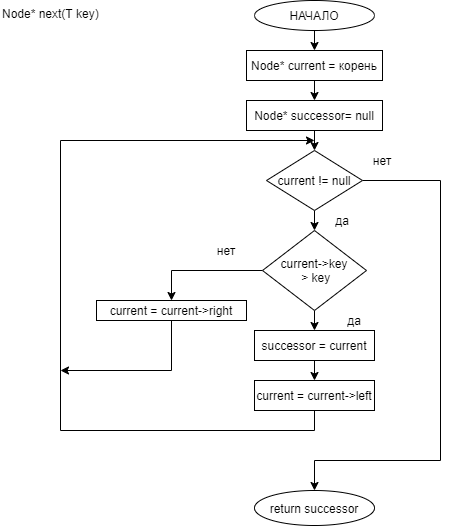 Node* next(T key)
НАЧАЛО
Node* current = корень
Node* successor= null
current != null
нет
да
current->key
> key
нет
current = current->right
да
successor = current
current = current->left
return successor